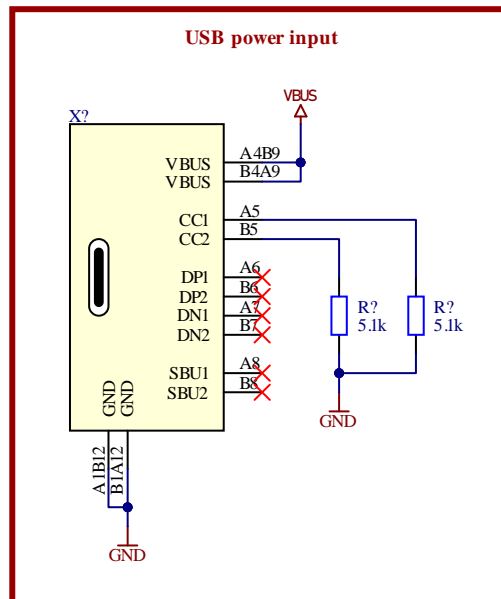 USB power input
VBUS
X?
VBUS A4B9
VBUS B4A9
CC1 A5
CC2 B5
DP1 A6
DP2 B6
DN1 A7
DN2 B7
R?
5.1k
R?
5.1k
SBU1 A8
SBU2 B8
GND
GND
GND
A1B12
B1A12
GND